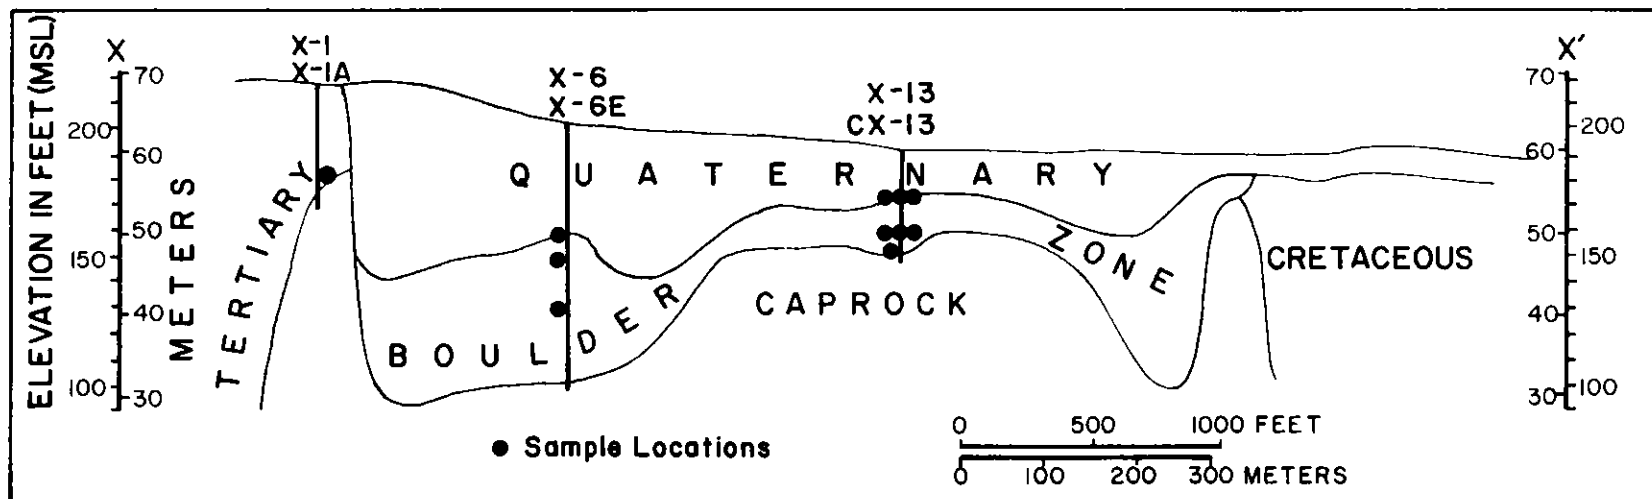 ELEVATION IN FEET (MSL)
METERS
X
70
200
60
50
150
40
100
30
X-1
X-1A
X-6
X-6E
X-13
CX-13
X'
70
200
60
50
150
40
30
100
TERTIARY
QUATERNARY
BOULDER ZONE
CAPROCK
CRETACEOUS
Sample Locations
0 500 1000 FEET
0 100 200 300 METERS